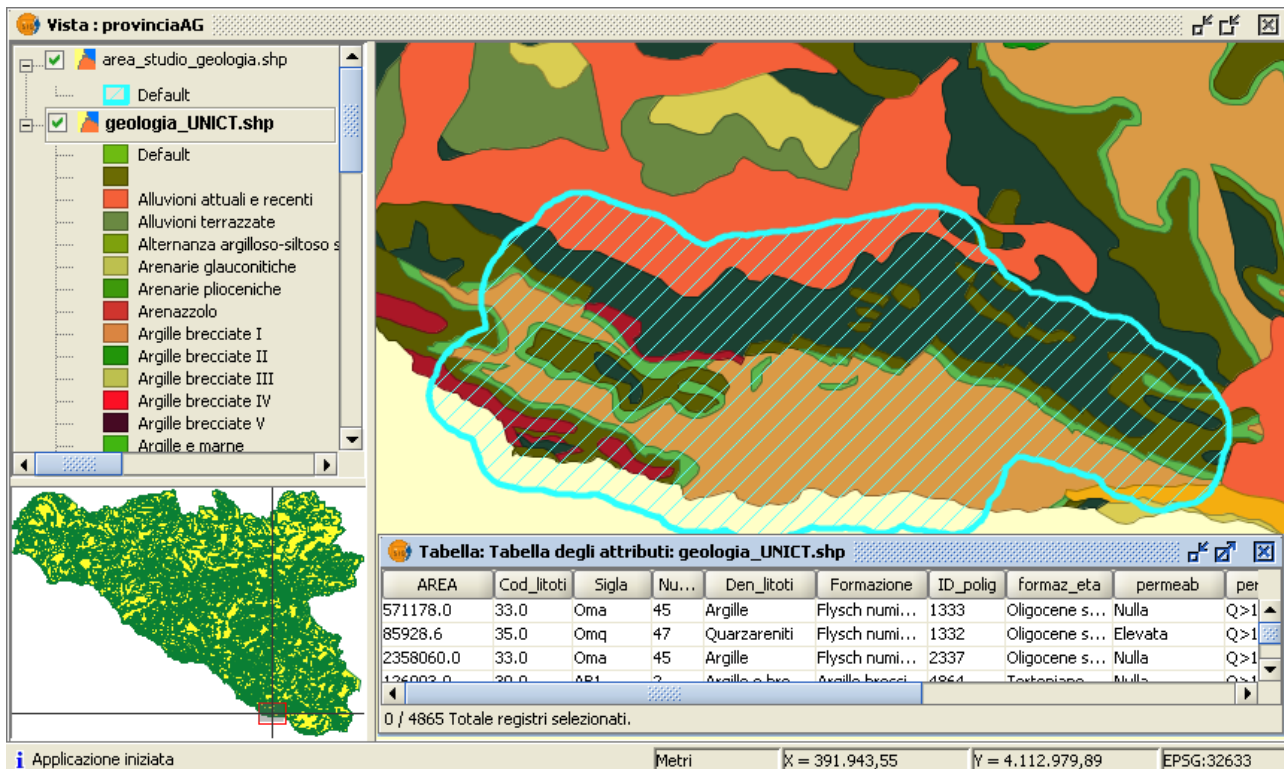 Vista : provinciaAG
area_studio_geologia.shp
Default
geologia_UNICT.shp
Default
Alluvioni attuali e recenti
Alluvioni terrazzate
Alternanza argilloso-siltoso s
Arenarie glauconitiche
Arenarie plioceniche
Arenazzolo
Argille brecciate I
Argille brecciate II
Argille brecciate III
Argille brecciate IV
Argille brecciate V
Argille e marne
Tabella: Tabella degli attributi: geologia_UNICT.shp
AREA Cod_litoti Sigla Nu... Den_litoti Formazione ID_polig formaz_eta permeab per
571178.0 33.0 Oma 45 Argille Flysch numi... 1333 Oligocene s... Nulla Q>1
85928.6 35.0 Omq 47 Quarzareniti Flysch numi... 1332 Oligocene s... Elevata Q>1
2358060.0 33.0 Oma 45 Argille Flysch numi... 2337 Oligocene s... Nulla Q>1
0 / 4865 Totale registri selezionati.
Applicazione iniziata Metri X = 391.943,55 Y = 4.112.979,89 EPSG:32633